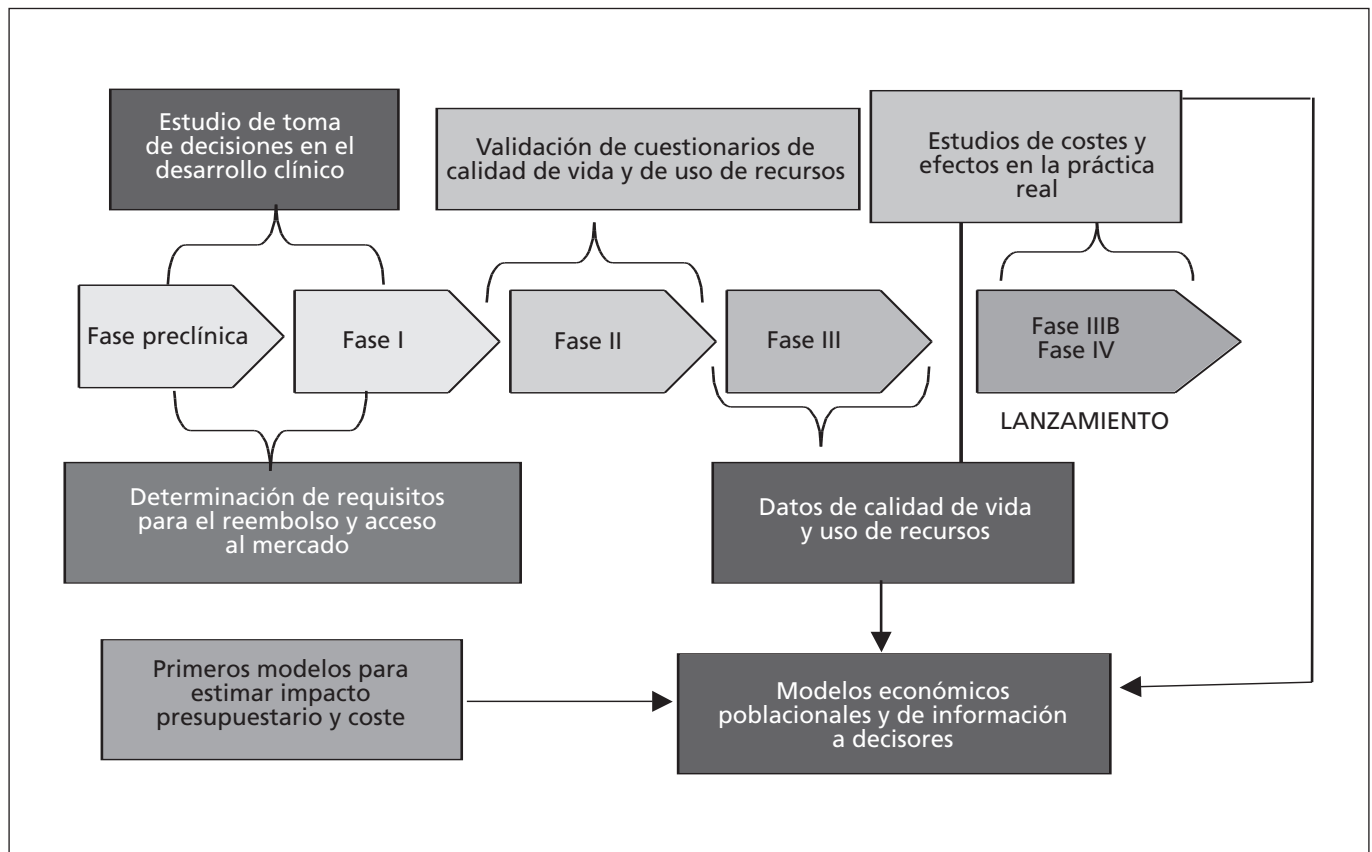 Estudio de toma
de decisiones en el
desarrollo clínico
Validación de cuestionarios de
calidad de vida y de uso de recursos
Estudios de costes y
efectos en la práctica
real
Fase preclínica
Fase I
Fase II
Fase III
Fase IIIB
Fase IV
LANZAMIENTO
Determinación de requisitos
para el reembolso y acceso
al mercado
Datos de calidad de vida
y uso de recursos
Primeros modelos para
estimar impacto
presupuestario y coste
Modelos económicos
poblacionales y de información
a decisores